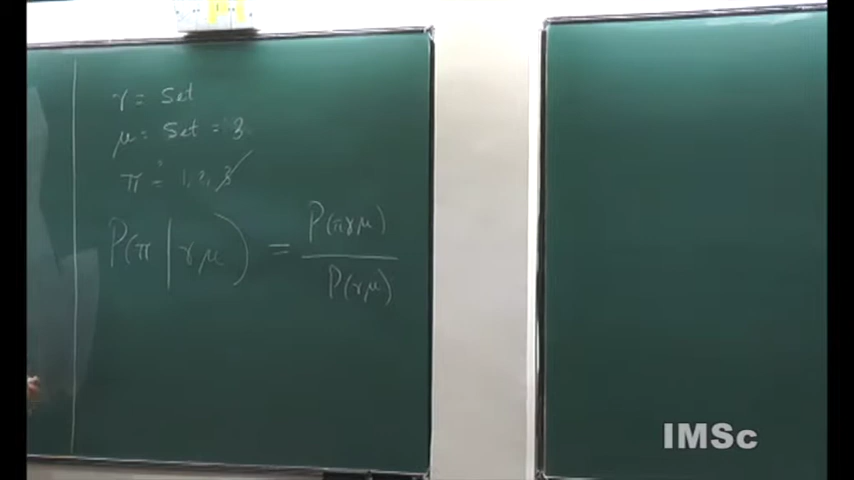 γ = Set
μ = Set = 3
π = 1, 2, 3
P(π | γμ) = P(πγμ) / P(γμ)
IMSc